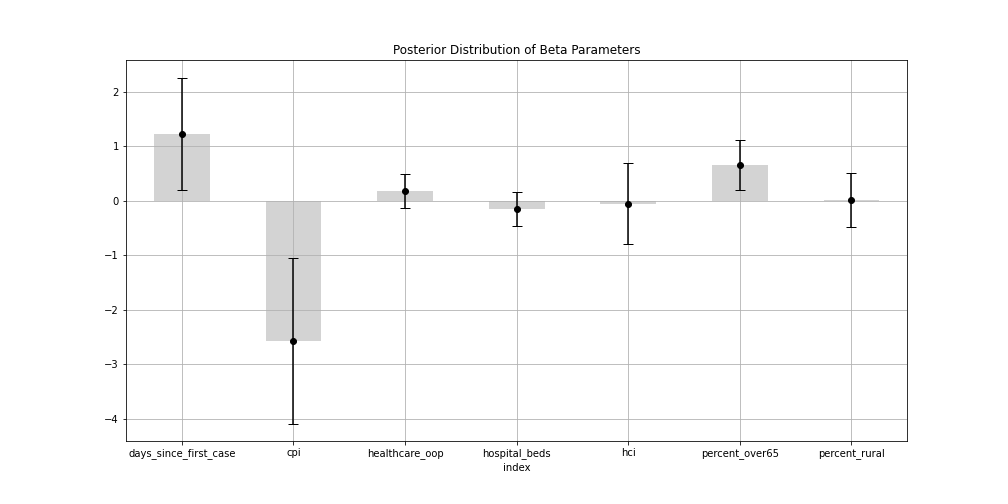 Posterior Distribution of Beta Parameters
2
1
0
−1
−2
−3
−4
days_since_first_case cpi healthcare_oop hospital_beds hci percent_over65 percent_rural
index